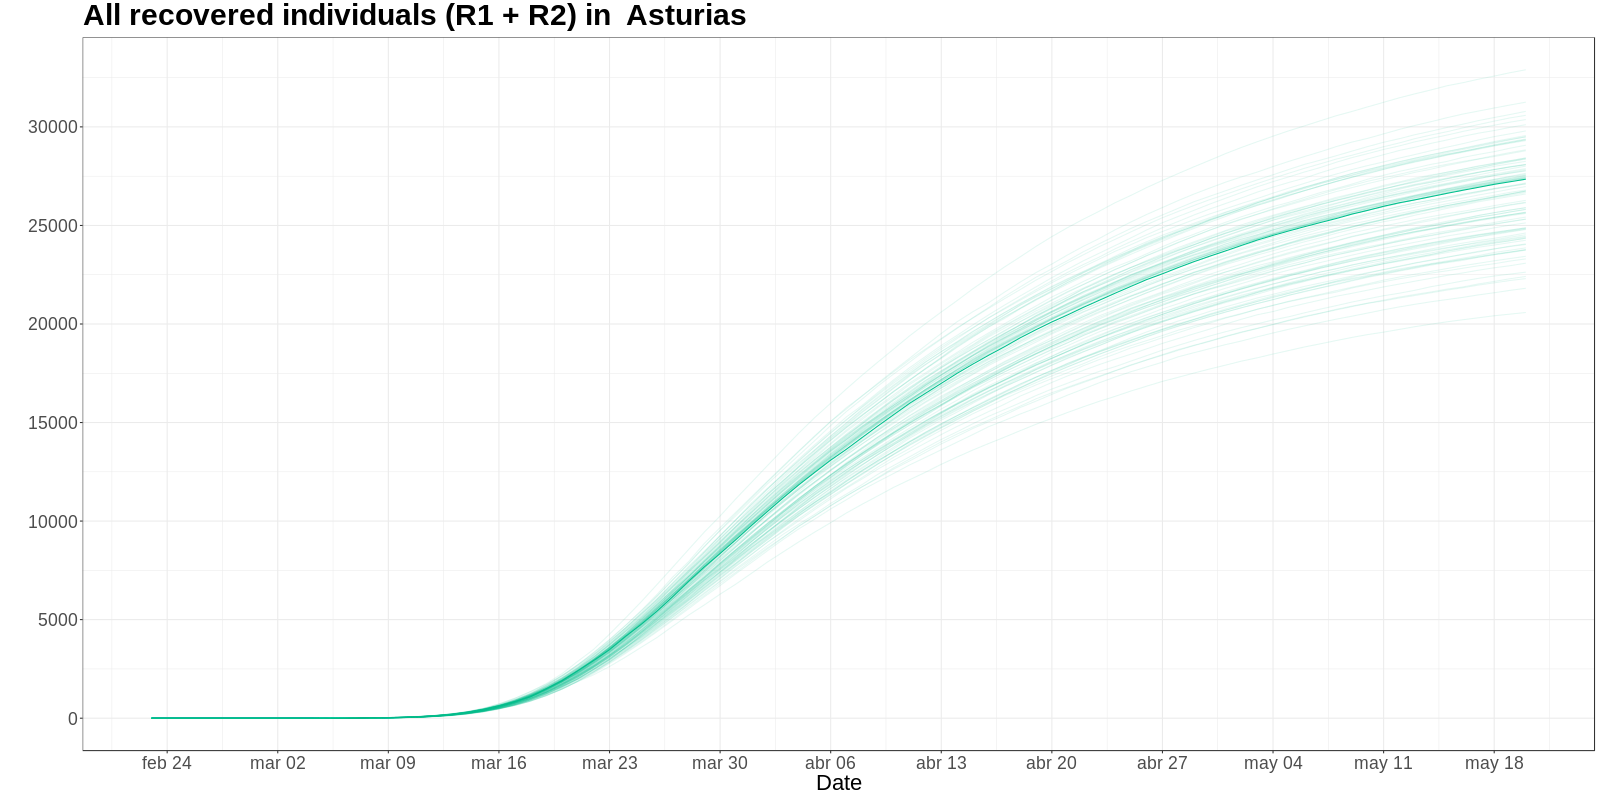 All recovered individuals (R1 + R2) in  Asturias
30000
25000
20000
15000
10000
5000
0
feb 24 mar 02 mar 09 mar 16 mar 23 mar 30 abr 06 abr 13 abr 20 abr 27 may 04 may 11 may 18
Date